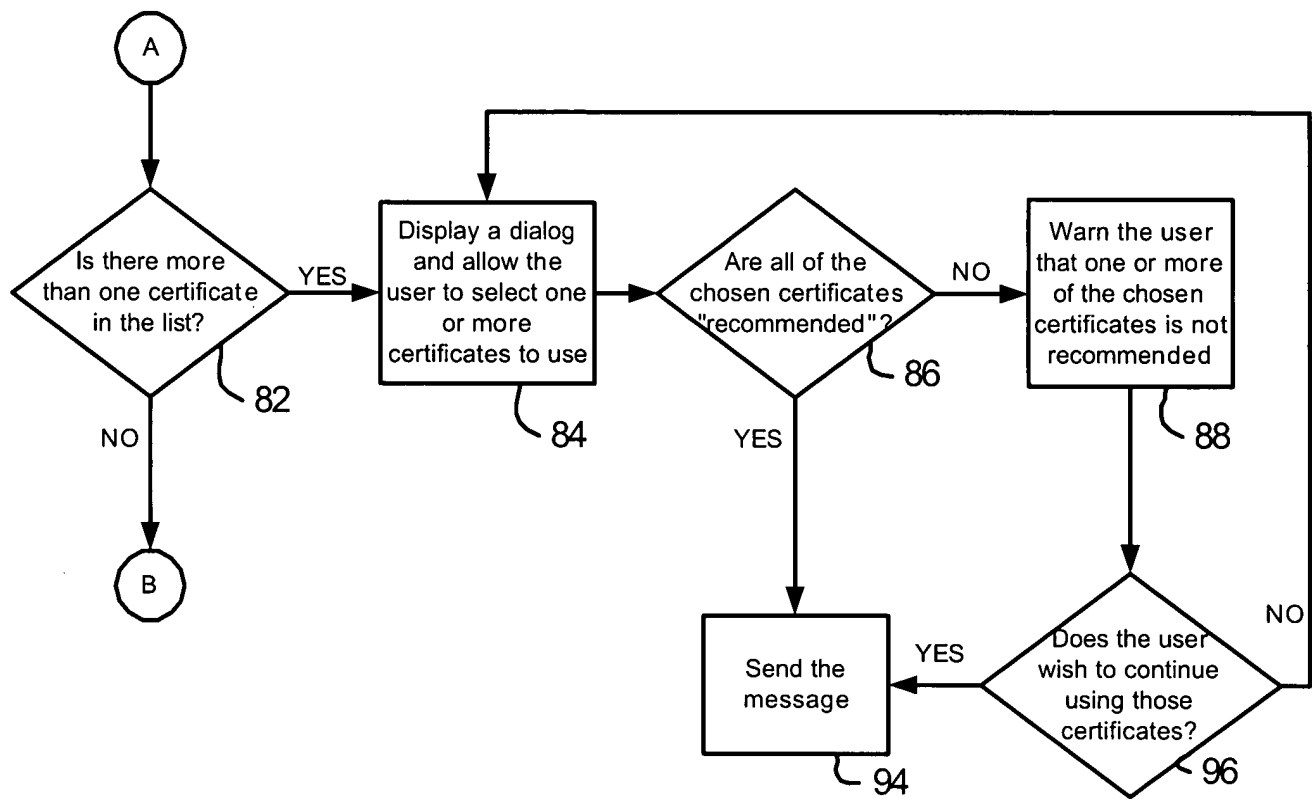 A
Is there more
than one certificate
in the list?
YES
82
NO
B
Display a dialog
and allow the
user to select one
or more
certificates to use
84
Are all of the
chosen certificates
"recommended"?
NO
86
YES
Warn the user
that one or more
of the chosen
certificates is not
recommended
88
Send the
message
94
YES
Does the user
wish to continue
using those
certificates?
NO
96